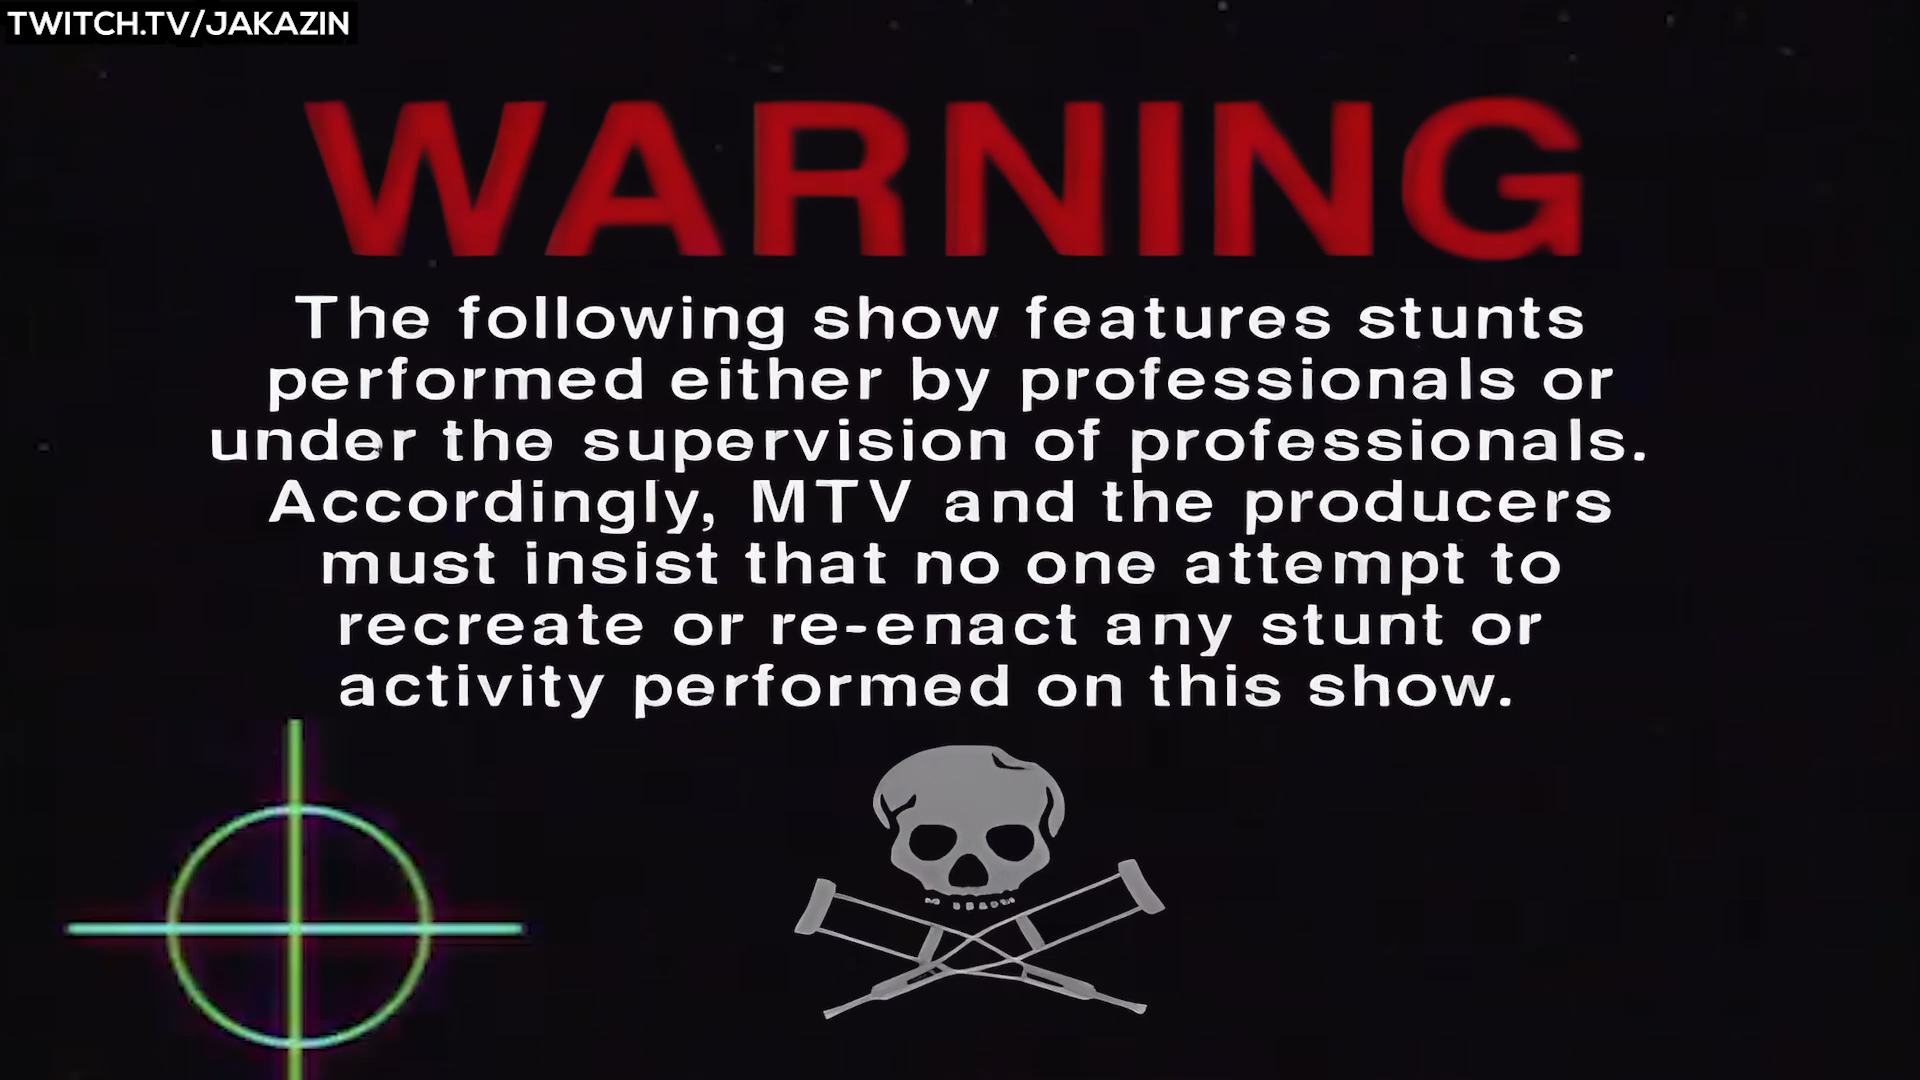 TWITCH.TV/JAKAZIN
WARNING
The following show features stunts
performed either by professionals or
under the supervision of professionals.
Accordingly, MTV and the producers
must insist that no one attempt to
recreate or re-enact any stunt or
activity performed on this show.